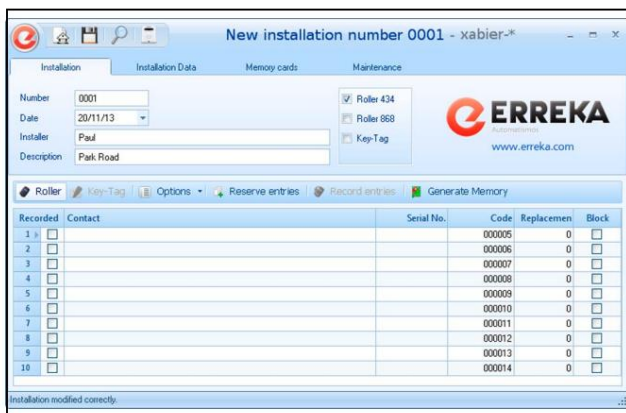 New installation number 0001 - xabier-*
Installation Installation Data Memory cards Maintenance
Number 0001
Date 20/11/13
Installer Paul
Description Park Road
Roller 434
Roller 868
Key-Tag
ERREKA
Automatismos
www.erreka.com
Roller Key-Tag Options Reserve entries Record entries Generate Memory
Recorded Contact Serial No. Code Replacemen Block
1 000005 0
2 000006 0
3 000007 0
4 000008 0
5 000009 0
6 000010 0
7 000011 0
8 000012 0
9 000013 0
10 000014 0
Installation modified correctly.